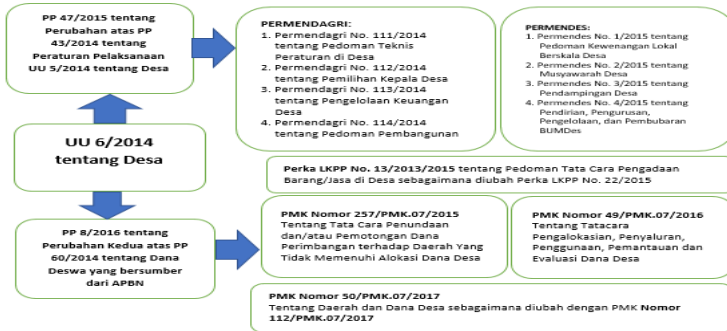 PP 47/2015 tentang
Perubahan atas PP
43/2014 tentang
Peraturan Pelaksanaan
UU 5/2014 tentang Desa
PERMENDAGRI:
1. Permendagri No. 111/2014
tentang Pedoman Teknis
Peraturan di Desa
2. Permendagri No. 112/2014
tentang Pemilihan Kepala Desa
3. Permendagri No. 113/2014
tentang Pengelolaan Keuangan
Desa
4. Permendagri No. 114/2014
tentang Pedoman Pembangunan
PERMENDES:
1. Permendes No. 1/2015 tentang
Pedoman Kewenangan Lokal
Berskala Desa
2. Permendes No. 2/2015 tentang
Musyawarah Desa
3. Permendes No. 3/2015 tentang
Pendampingan Desa
4. Permendes No. 4/2015 tentang
Pendirian, Pengurusan,
Pengelolaan, dan Pembubaran
BUMDes
UU 6/2014
tentang Desa
Perka LKPP No. 13/2013/2015 tentang Pedoman Tata Cara Pengadaan
Barang/Jasa di Desa sebagaimana diubah Perka LKPP No. 22/2015
PP 8/2016 tentang
Perubahan Kedua atas PP
60/2014 tentang Dana
Deswa yang bersumber
dari APBN
PMK Nomor 257/PMK.07/2015
Tentang Tata Cara Penundaan
dan/atau Pemotongan Dana
Perimbangan terhadap Daerah Yang
Tidak Memenuhi Alokasi Dana Desa
PMK Nomor 49/PMK.07/2016
Tentang Tatacara
Pengalokasian, Penyaluran,
Penggunaan, Pemantauan dan
Evaluasi Dana Desa
PMK Nomor 50/PMK.07/2017
Tentang Daerah dan Dana Desa sebagaimana diubah dengan PMK Nomor
112/PMK.07/2017